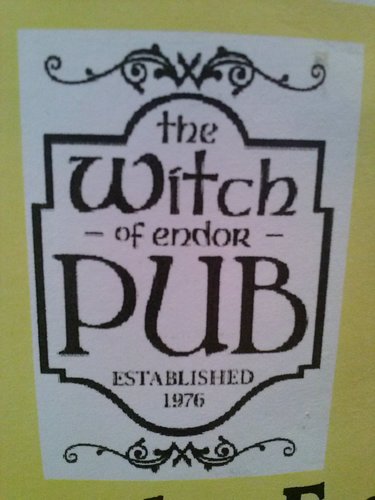 the
Witch
- of endor -
PUB
ESTABLISHED
1976